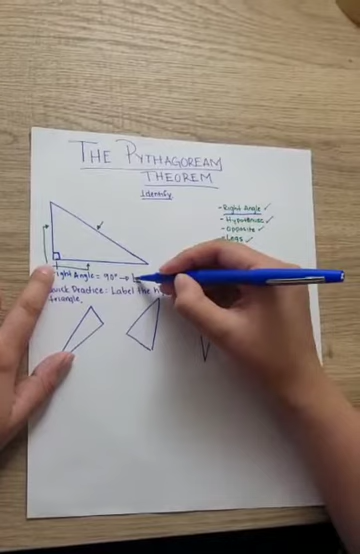 THE PYTHAGOREAN
THEOREM
Identify
- Right Angle ✓
- Hypotenuse ✓
- Opposite ✓
- Legs ✓
Right Angle = 90° →
Quick Practice: Label the
triangle.